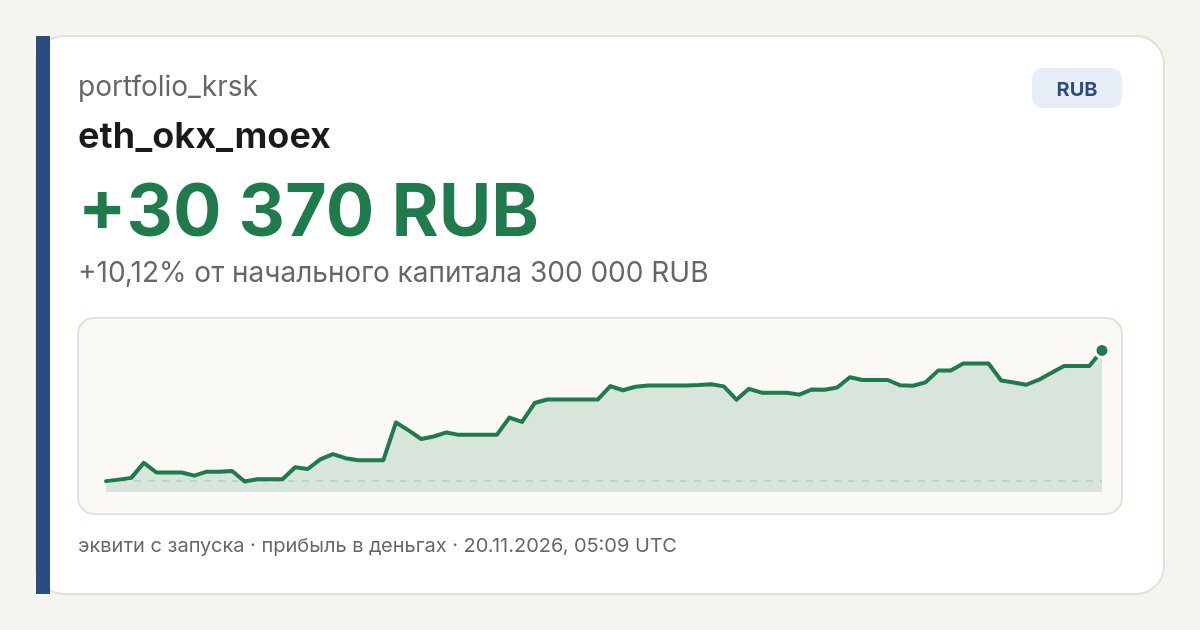 portfolio_krsk
RUB
eth_okx_moex
+30 370 RUB
+10,12% от начального капитала 300 000 RUB
эквити с запуска · прибыль в деньгах · 20.11.2026, 05:09 UTC